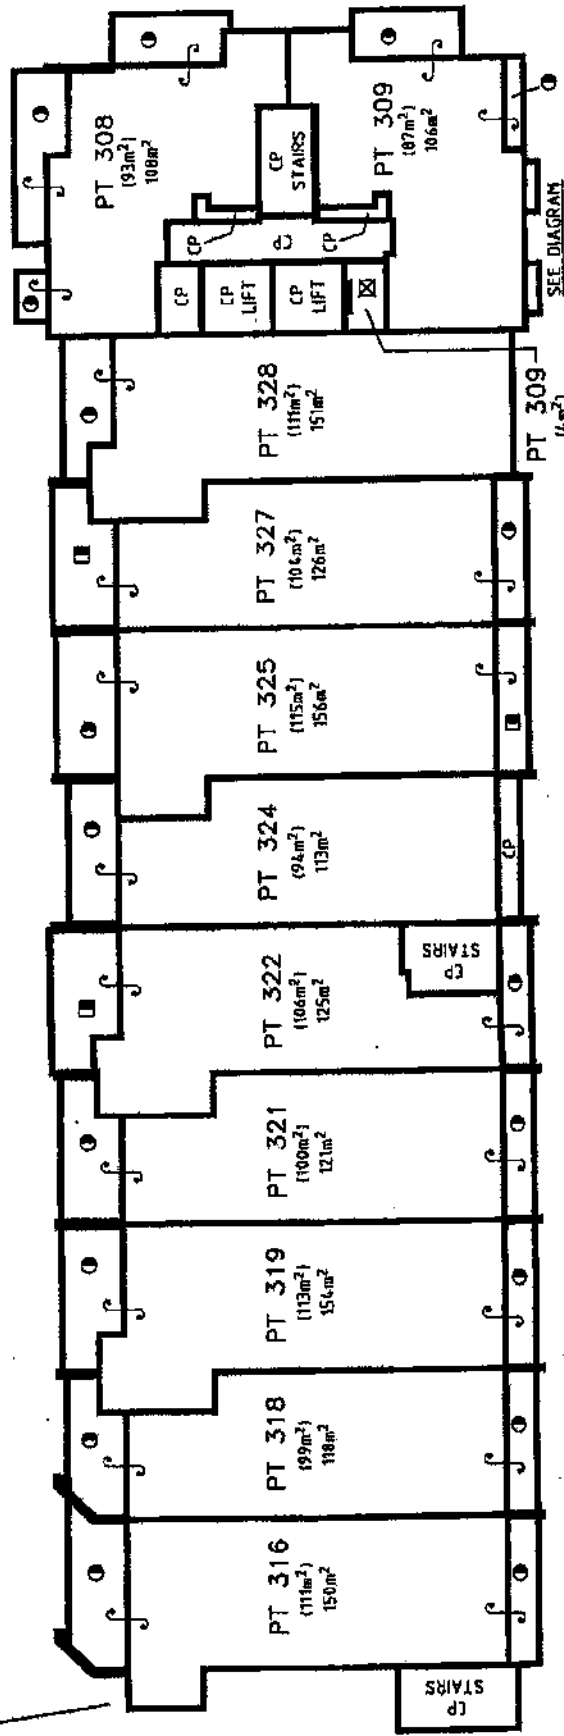 PT 308
(93m²)
108m²
PT 309
(87m²)
106m²
CP
STAIRS
CP
CP
CP
CP
CP
LIFT
CP
LIFT
SEE DIAGRAM
PT 309
(4m²)
PT 328
(111m²)
151m²
PT 327
(104m²)
126m²
PT 325
(115m²)
156m²
PT 324
(94m²)
113m²
CP
PT 322
(106m²)
125m²
CP
STAIRS
PT 321
(100m²)
121m²
PT 319
(113m²)
154m²
PT 318
(99m²)
118m²
PT 316
(111m²)
150m²
CP
STAIRS